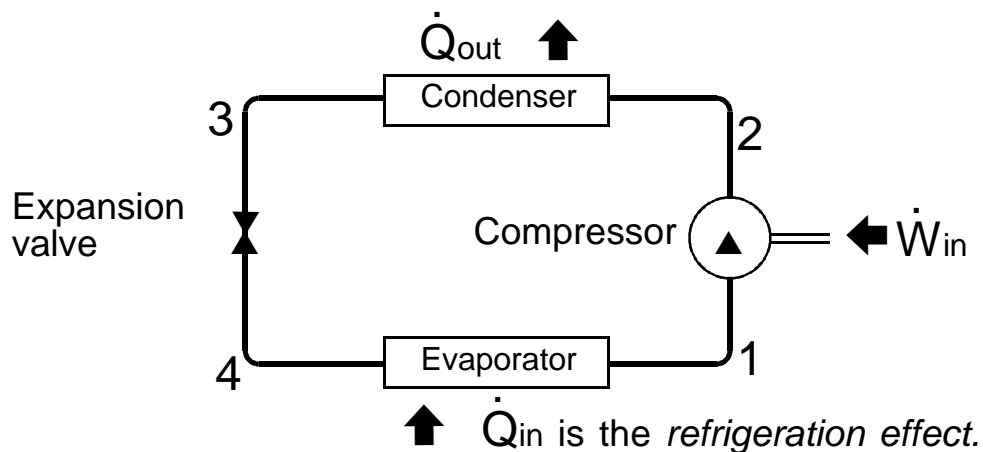 Q̇out
Condenser
3
2
Expansion
valve
Compressor
Ẇin
4
Evaporator
1
Q̇in is the refrigeration effect.